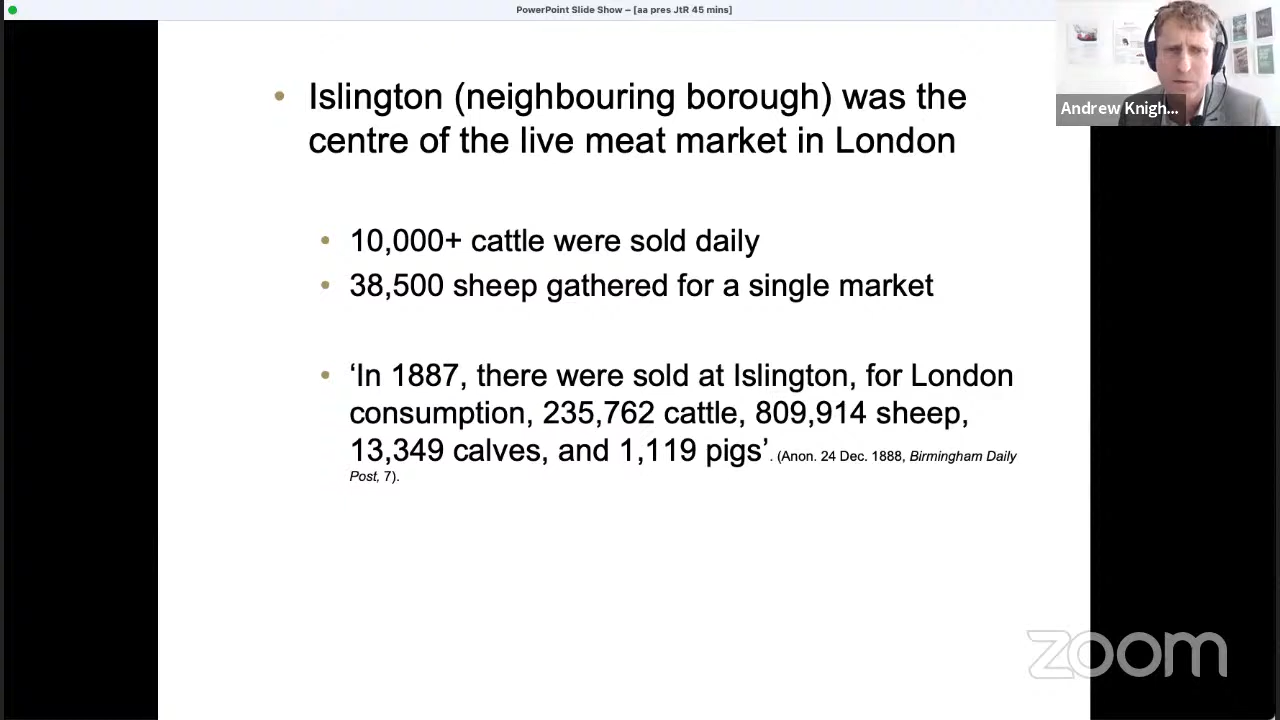 PowerPoint Slide Show – [aa pres JtR 45 mins]
Andrew Knigh...
• Islington (neighbouring borough) was the
centre of the live meat market in London
• 10,000+ cattle were sold daily
• 38,500 sheep gathered for a single market
• ‘In 1887, there were sold at Islington, for London
consumption, 235,762 cattle, 809,914 sheep,
13,349 calves, and 1,119 pigs’. (Anon. 24 Dec. 1888, Birmingham Daily
Post, 7).
zoom